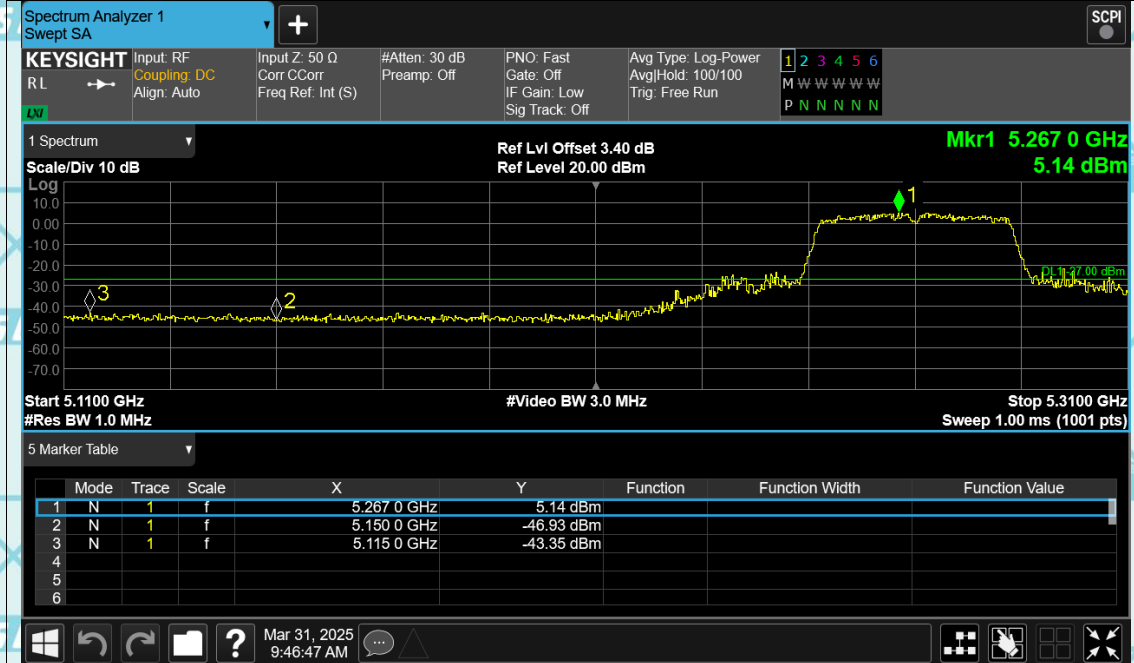 Spectrum Analyzer 1
Swept SA
+
SCPI
KEYSIGHT
RL
LXI
Input: RF
Coupling: DC
Align: Auto
Input Z: 50 Ω
Corr CCorr
Freq Ref: Int (S)
#Atten: 30 dB
Preamp: Off
PNO: Fast
Gate: Off
IF Gain: Low
Sig Track: Off
Avg Type: Log-Power
Avg|Hold: 100/100
Trig: Free Run
1 2 3 4 5 6
M W W W W W
P N N N N N
1 Spectrum
Scale/Div 10 dB
Log
Ref Lvl Offset 3.40 dB
Ref Level 20.00 dBm
Mkr1 5.267 0 GHz
5.14 dBm
10.0
0.00
-10.0
-20.0
-30.0
-40.0
-50.0
-60.0
-70.0
1
2
3
DL1 -27.00 dBm
Start 5.1100 GHz
#Video BW 3.0 MHz
Stop 5.3100 GHz
#Res BW 1.0 MHz
Sweep 1.00 ms (1001 pts)
5 Marker Table
Mode Trace Scale X Y Function Function Width Function Value
1 N 1 f 5.267 0 GHz 5.14 dBm
2 N 1 f 5.150 0 GHz -46.93 dBm
3 N 1 f 5.115 0 GHz -43.35 dBm
4
5
6
?
Mar 31, 2025
9:46:47 AM